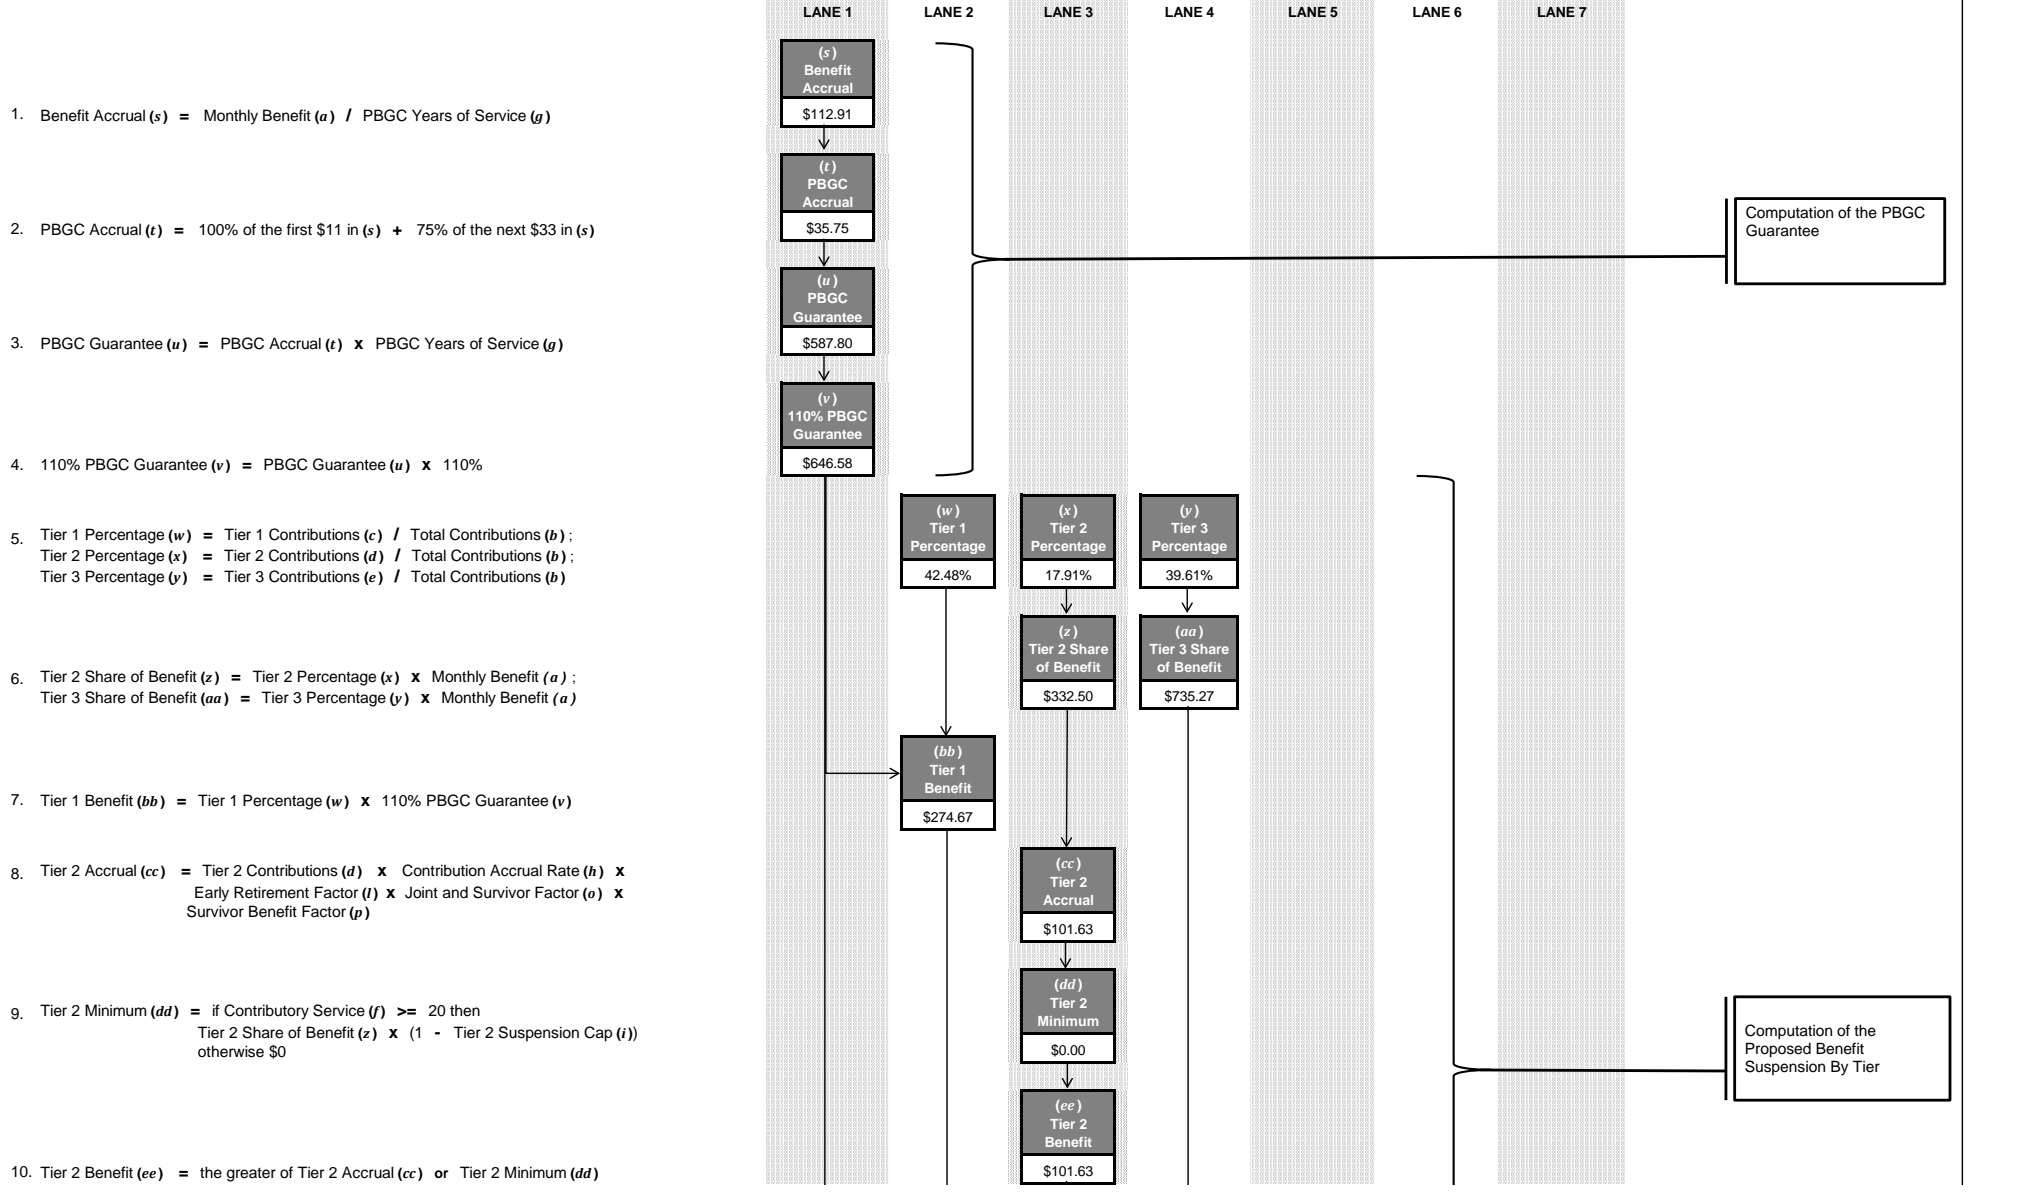 LANE 1 LANE 2 LANE 3 LANE 4 LANE 5 LANE 6 LANE 7
(s)
Benefit
Accrual
$112.91
1. Benefit Accrual (s) = Monthly Benefit (a) / PBGC Years of Service (g)
(t)
PBGC
Accrual
$35.75
2. PBGC Accrual (t) = 100% of the first $11 in (s) + 75% of the next $33 in (s)
Computation of the PBGC
Guarantee
(u)
PBGC
Guarantee
$587.80
3. PBGC Guarantee (u) = PBGC Accrual (t) x PBGC Years of Service (g)
(v)
110% PBGC
Guarantee
$646.58
4. 110% PBGC Guarantee (v) = PBGC Guarantee (u) x 110%
(w)
Tier 1
Percentage
42.48%
(x)
Tier 2
Percentage
17.91%
(y)
Tier 3
Percentage
39.61%
5. Tier 1 Percentage (w) = Tier 1 Contributions (c) / Total Contributions (b) ;
Tier 2 Percentage (x) = Tier 2 Contributions (d) / Total Contributions (b) ;
Tier 3 Percentage (y) = Tier 3 Contributions (e) / Total Contributions (b)
(z)
Tier 2 Share
of Benefit
$332.50
(aa)
Tier 3 Share
of Benefit
$735.27
6. Tier 2 Share of Benefit (z) = Tier 2 Percentage (x) x Monthly Benefit (a) ;
Tier 3 Share of Benefit (aa) = Tier 3 Percentage (y) x Monthly Benefit (a)
(bb)
Tier 1
Benefit
$274.67
7. Tier 1 Benefit (bb) = Tier 1 Percentage (w) x 110% PBGC Guarantee (v)
(cc)
Tier 2
Accrual
$101.63
8. Tier 2 Accrual (cc) = Tier 2 Contributions (d) x Contribution Accrual Rate (h) x
Early Retirement Factor (l) x Joint and Survivor Factor (o) x
Survivor Benefit Factor (p)
(dd)
Tier 2
Minimum
$0.00
9. Tier 2 Minimum (dd) = if Contributory Service (f) >= 20 then
Tier 2 Share of Benefit (z) x (1 - Tier 2 Suspension Cap (i))
otherwise $0
Computation of the
Proposed Benefit
Suspension By Tier
(ee)
Tier 2
Benefit
$101.63
10. Tier 2 Benefit (ee) = the greater of Tier 2 Accrual (cc) or Tier 2 Minimum (dd)